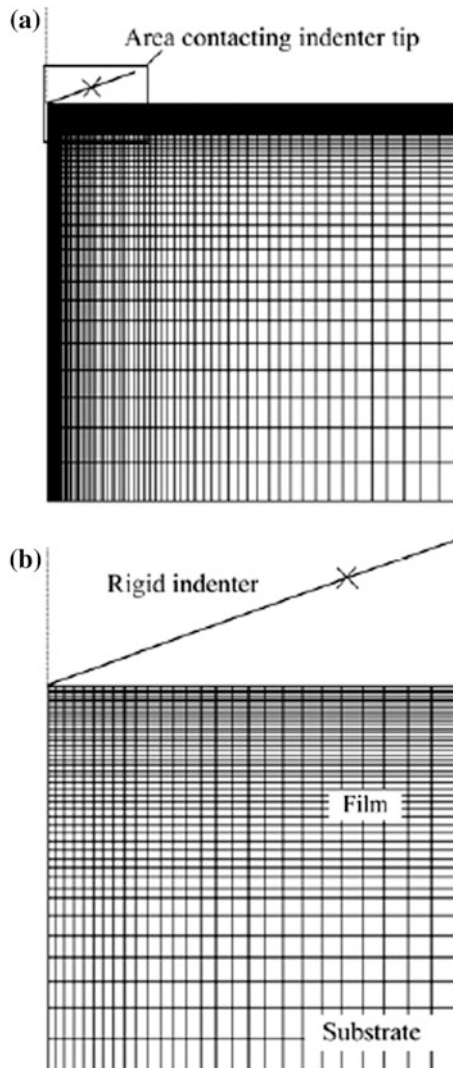 (a)
Area contacting indenter tip
(b)
Rigid indenter
Film
Substrate